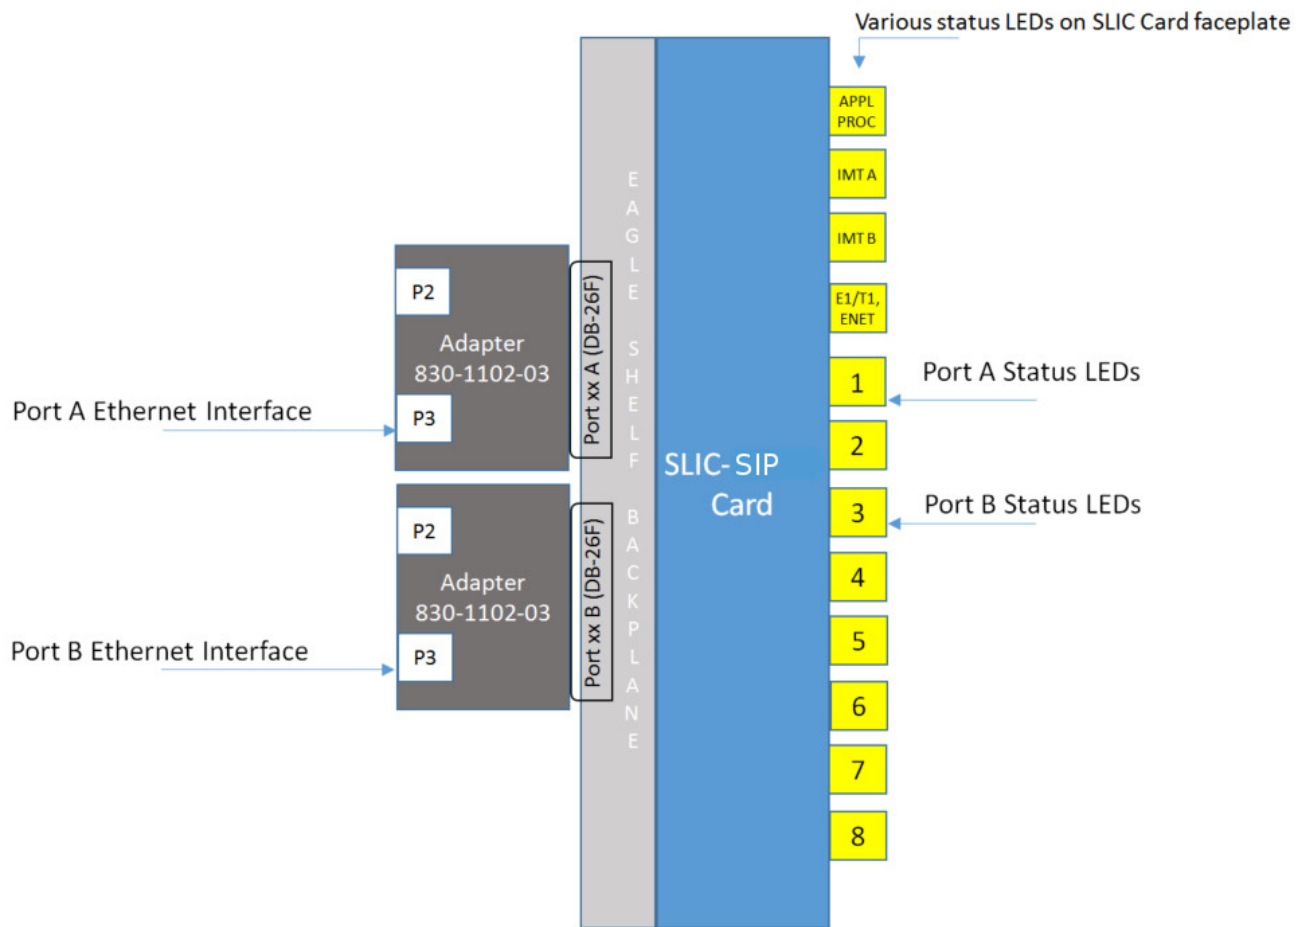 Various status LEDs on SLIC Card faceplate
APPL
PROC
IMT A
IMT B
E1/T1,
ENET
1
2
3
4
5
6
7
8
Port A Status LEDs
Port B Status LEDs
SLIC-SIP
Card
EAGLE SHELF BACKPLANE
Port xx A (DB-26F)
Port xx B (DB-26F)
P2
Adapter
830-1102-03
P3
Port A Ethernet Interface
P2
Adapter
830-1102-03
P3
Port B Ethernet Interface